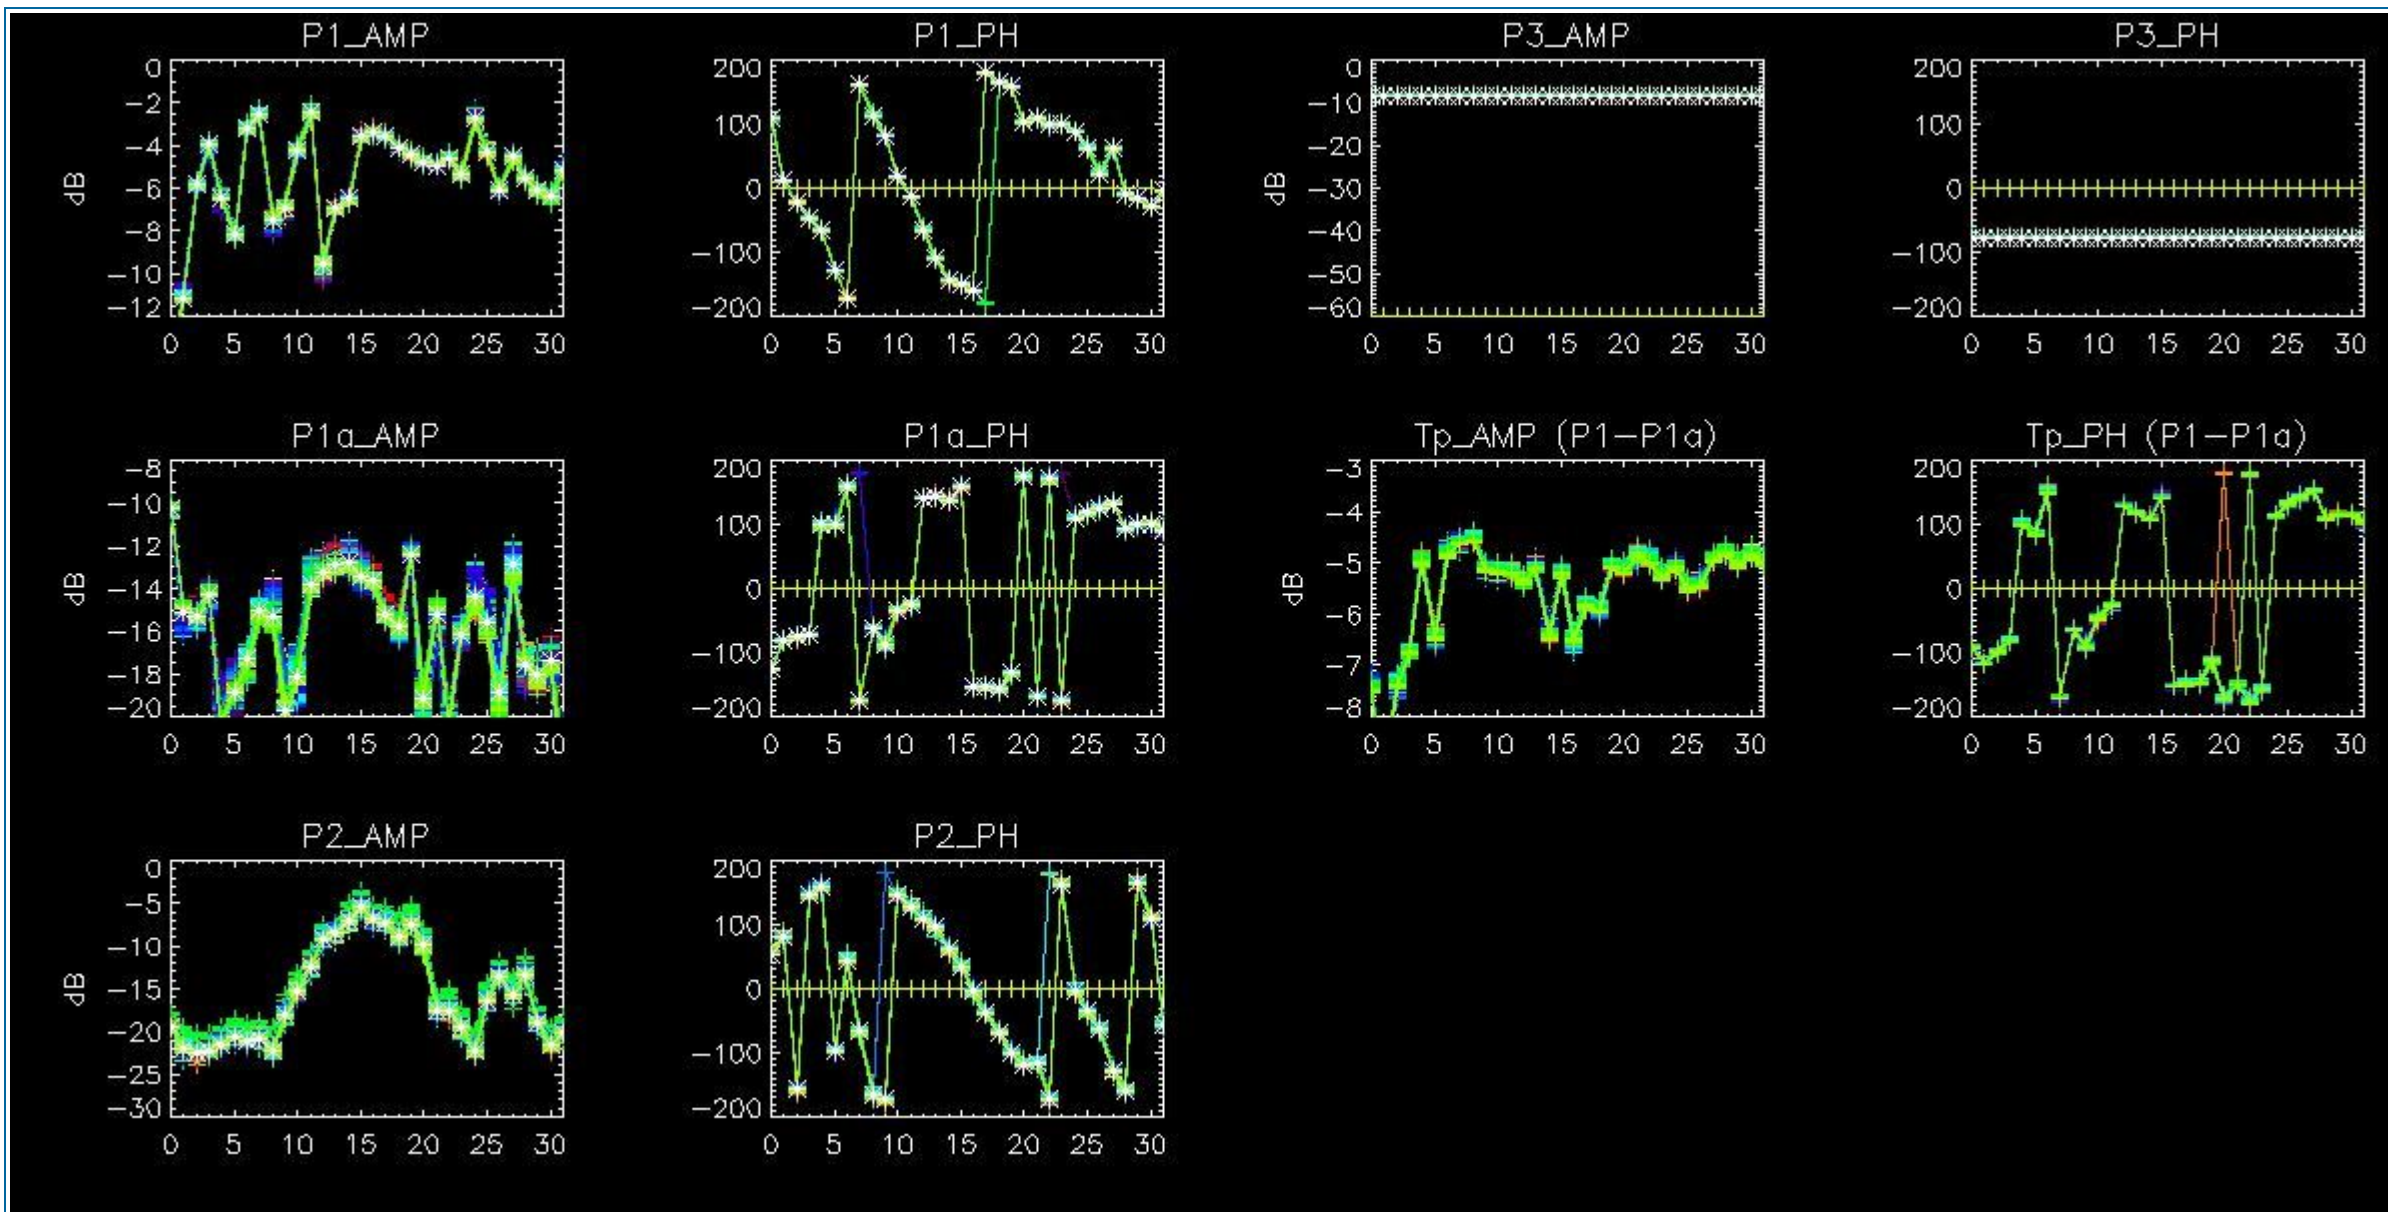 P1_AMP P1_PH P3_AMP P3_PH
0 200 0 200
-2 100 -10 100
-4 0 -20 0
dB -6 -100 dB -30 -100
-8 -200 -40 -200
-10 -50
-12 -60
0 5 10 15 20 25 30 0 5 10 15 20 25 30 0 5 10 15 20 25 30 0 5 10 15 20 25 30
P1a_AMP P1a_PH Tp_AMP (P1-P1a) Tp_PH (P1-P1a)
-8 200 -3 200
-10 100 -4 100
-12 0 -5 0
dB -14 -100 dB -6 -100
-16 -200 -7 -200
-18 -8
-20
0 5 10 15 20 25 30 0 5 10 15 20 25 30 0 5 10 15 20 25 30 0 5 10 15 20 25 30
P2_AMP P2_PH
0 200
-5 100
-10 0
dB -15 -100
-20 -200
-25
-30
0 5 10 15 20 25 30 0 5 10 15 20 25 30